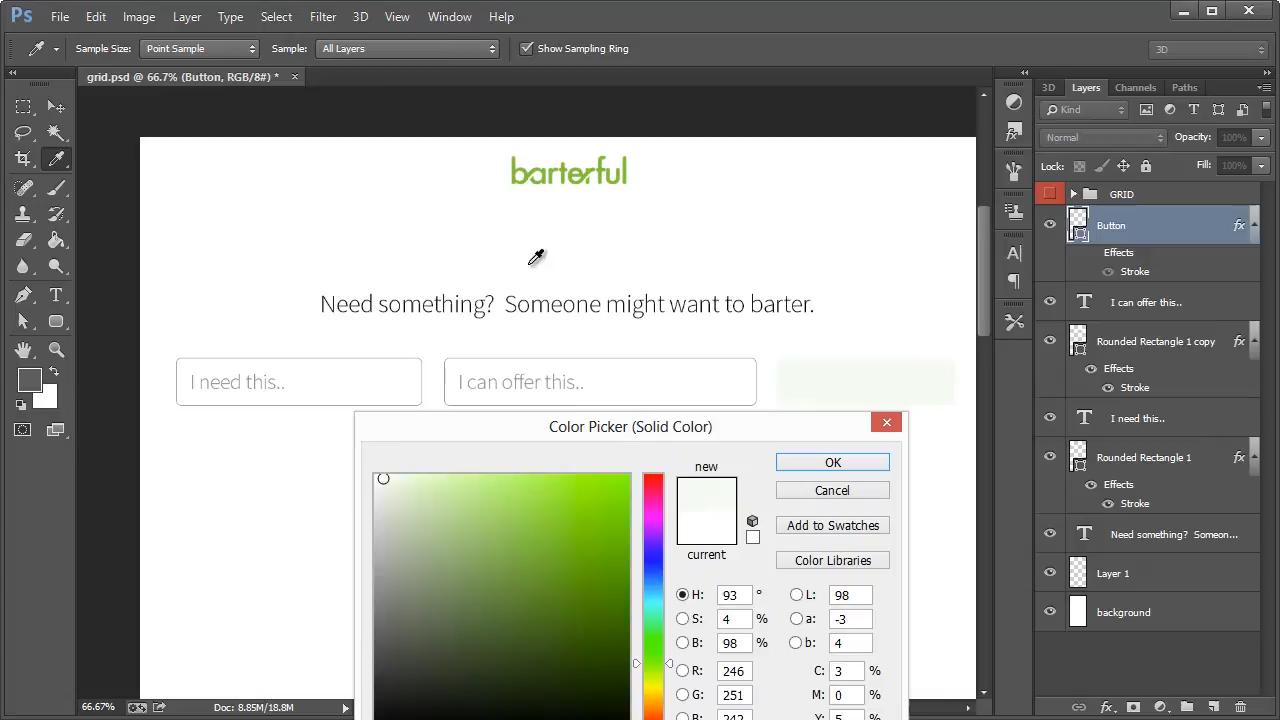 Ps File Edit Image Layer Type Select Filter 3D View Window Help
Sample Size: Point Sample Sample: All Layers Show Sampling Ring 3D
grid.psd @ 66.7% (Button, RGB/8#) * ×
3D Layers Channels Paths
Kind
Normal Opacity: 100%
Lock: Fill: 100%
GRID
Button fx
Effects
Stroke
I can offer this..
Rounded Rectangle 1 copy fx
Effects
Stroke
I need this..
Rounded Rectangle 1 fx
Effects
Stroke
Need something? Someon...
Layer 1
background
barterful
Need something? Someone might want to barter.
I need this.. I can offer this..
Color Picker (Solid Color)
new
current
OK
Cancel
Add to Swatches
Color Libraries
H: 93 ° L: 98
S: 4 % a: -3
B: 98 % b: 4
R: 246 C: 3 %
G: 251 M: 0 %
B: 242 Y: 5 %
66.67% Doc: 8.85M/18.8M